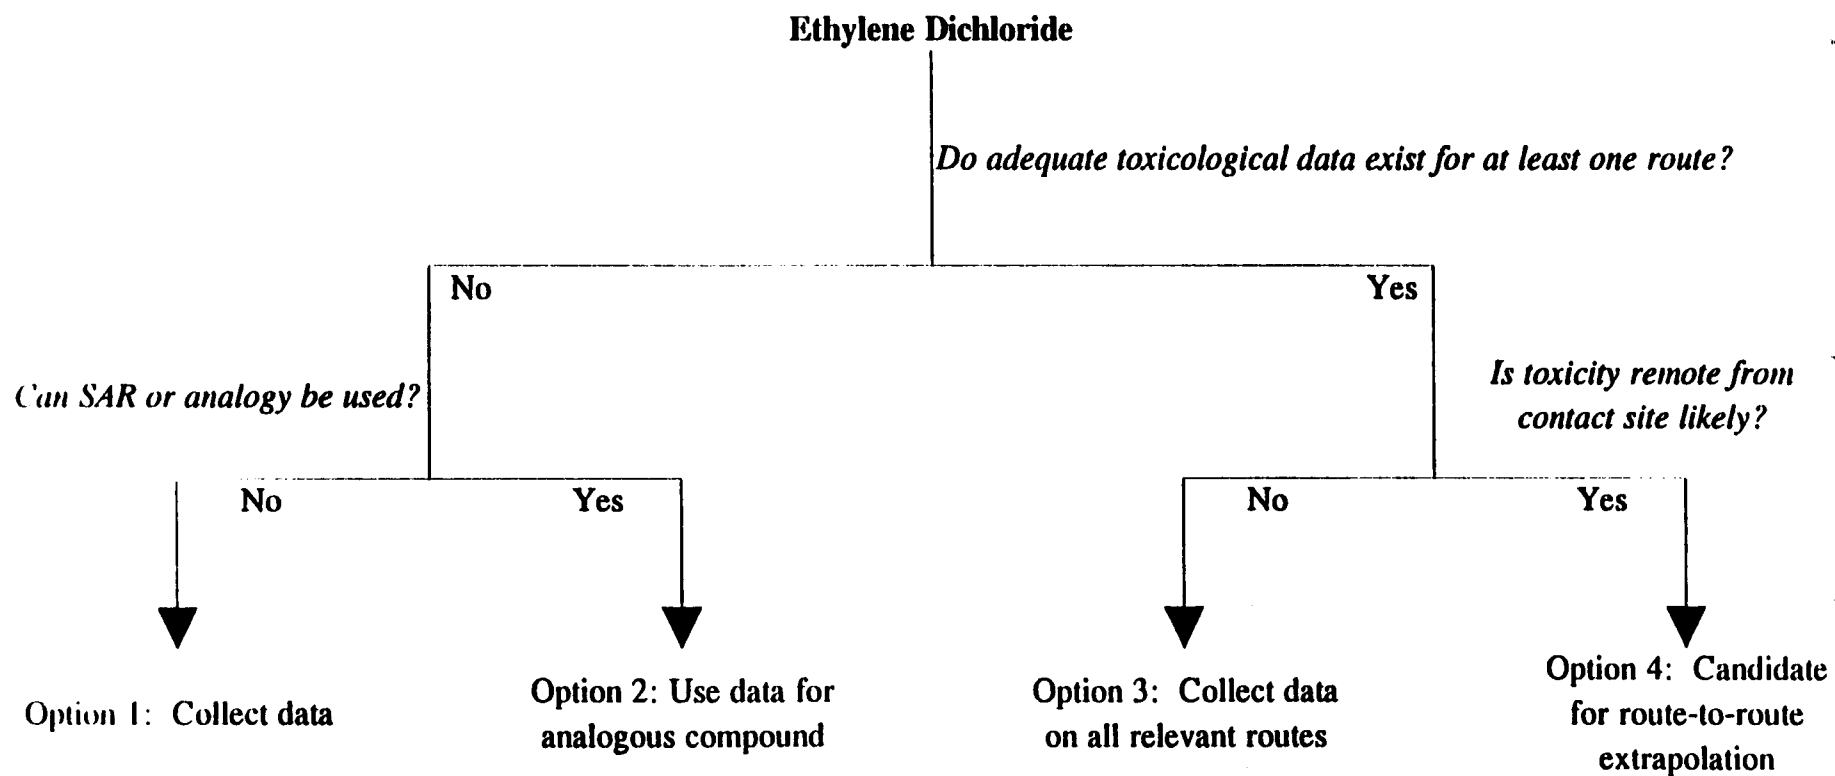 Ethylene Dichloride
Do adequate toxicological data exist for at least one route?
No
Yes
Can SAR or analogy be used?
Is toxicity remote from
contact site likely?
No
Yes
No
Yes
Option 1: Collect data
Option 2: Use data for
analogous compound
Option 3: Collect data
on all relevant routes
Option 4: Candidate
for route-to-route
extrapolation